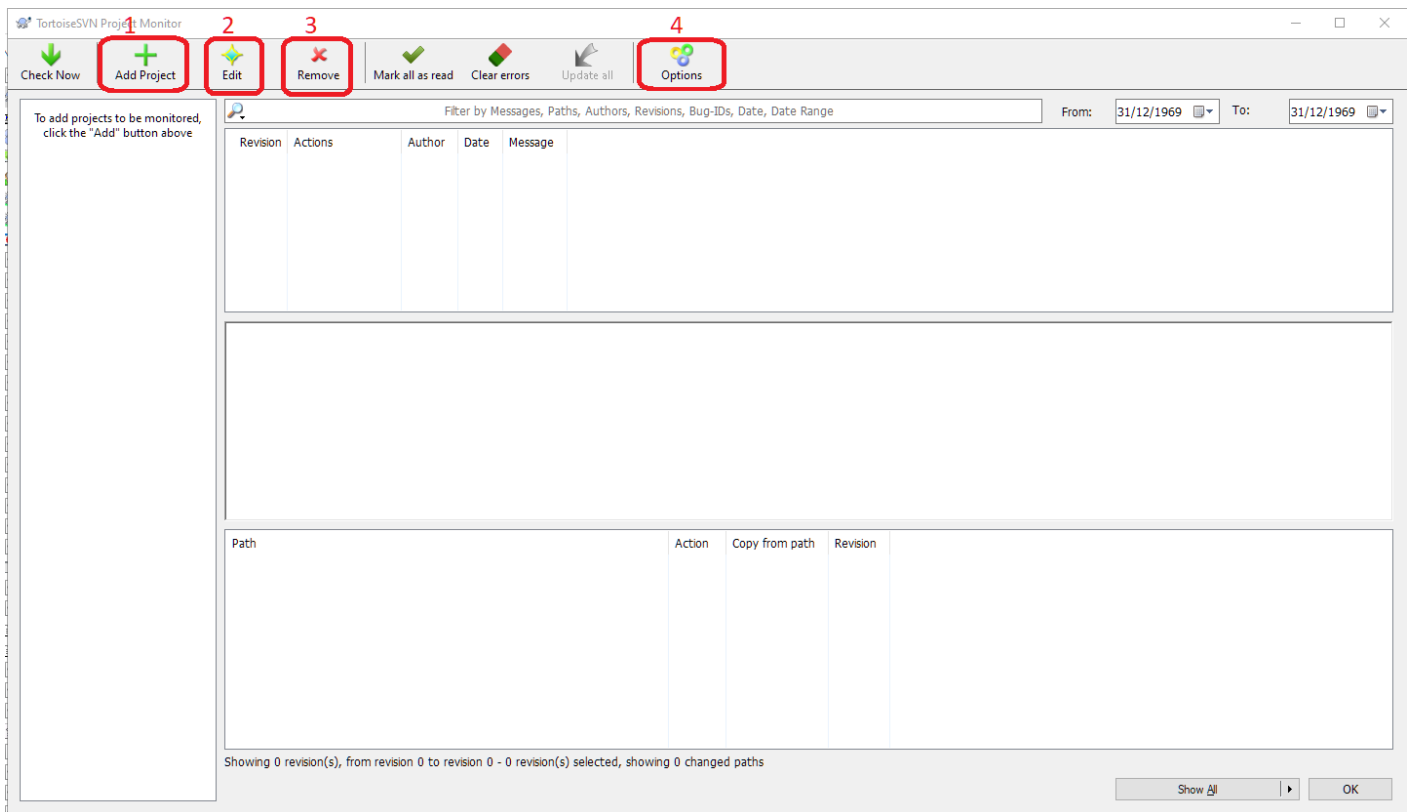 TortoiseSVN Project Monitor
1 2 3 4
Check Now Add Project Edit Remove Mark all as read Clear errors Update all Options
To add projects to be monitored,
click the "Add" button above
Filter by Messages, Paths, Authors, Revisions, Bug-IDs, Date, Date Range
From: 31/12/1969 To: 31/12/1969
Revision Actions Author Date Message
Path Action Copy from path Revision
Showing 0 revision(s), from revision 0 to revision 0 - 0 revision(s) selected, showing 0 changed paths
Show All OK